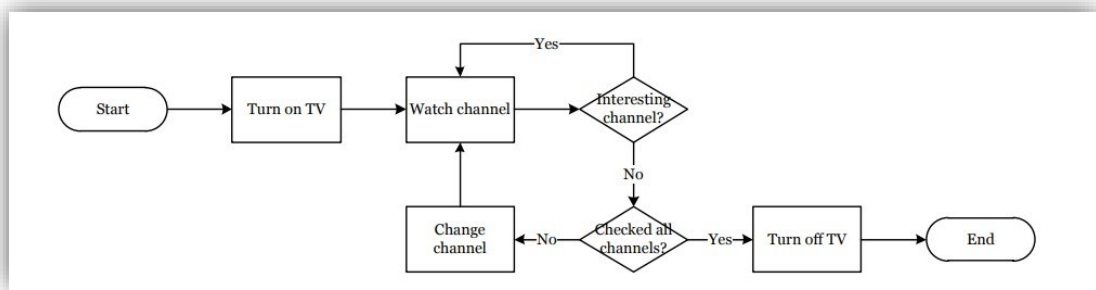 Yes
Start
Turn on TV
Watch channel
Interesting
channel?
No
Change
channel
No
Checked all
channels?
Yes
Turn off TV
End